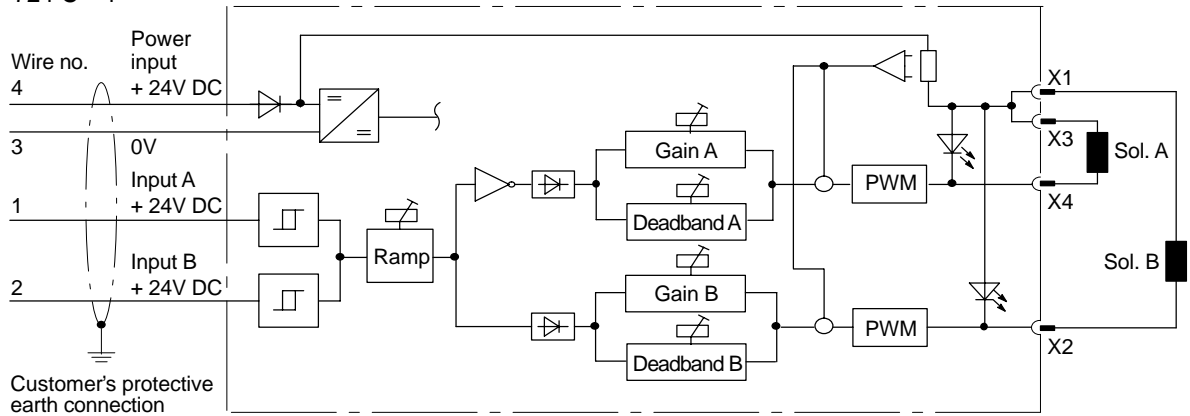 Wire no.
Power
input
4
+ 24V DC
3
0V
Input A
1
+ 24V DC
Input B
2
+ 24V DC
Customer's protective
earth connection
Ramp
Gain A
Deadband A
Gain B
Deadband B
PWM
PWM
X1
X3
Sol. A
X4
Sol. B
X2